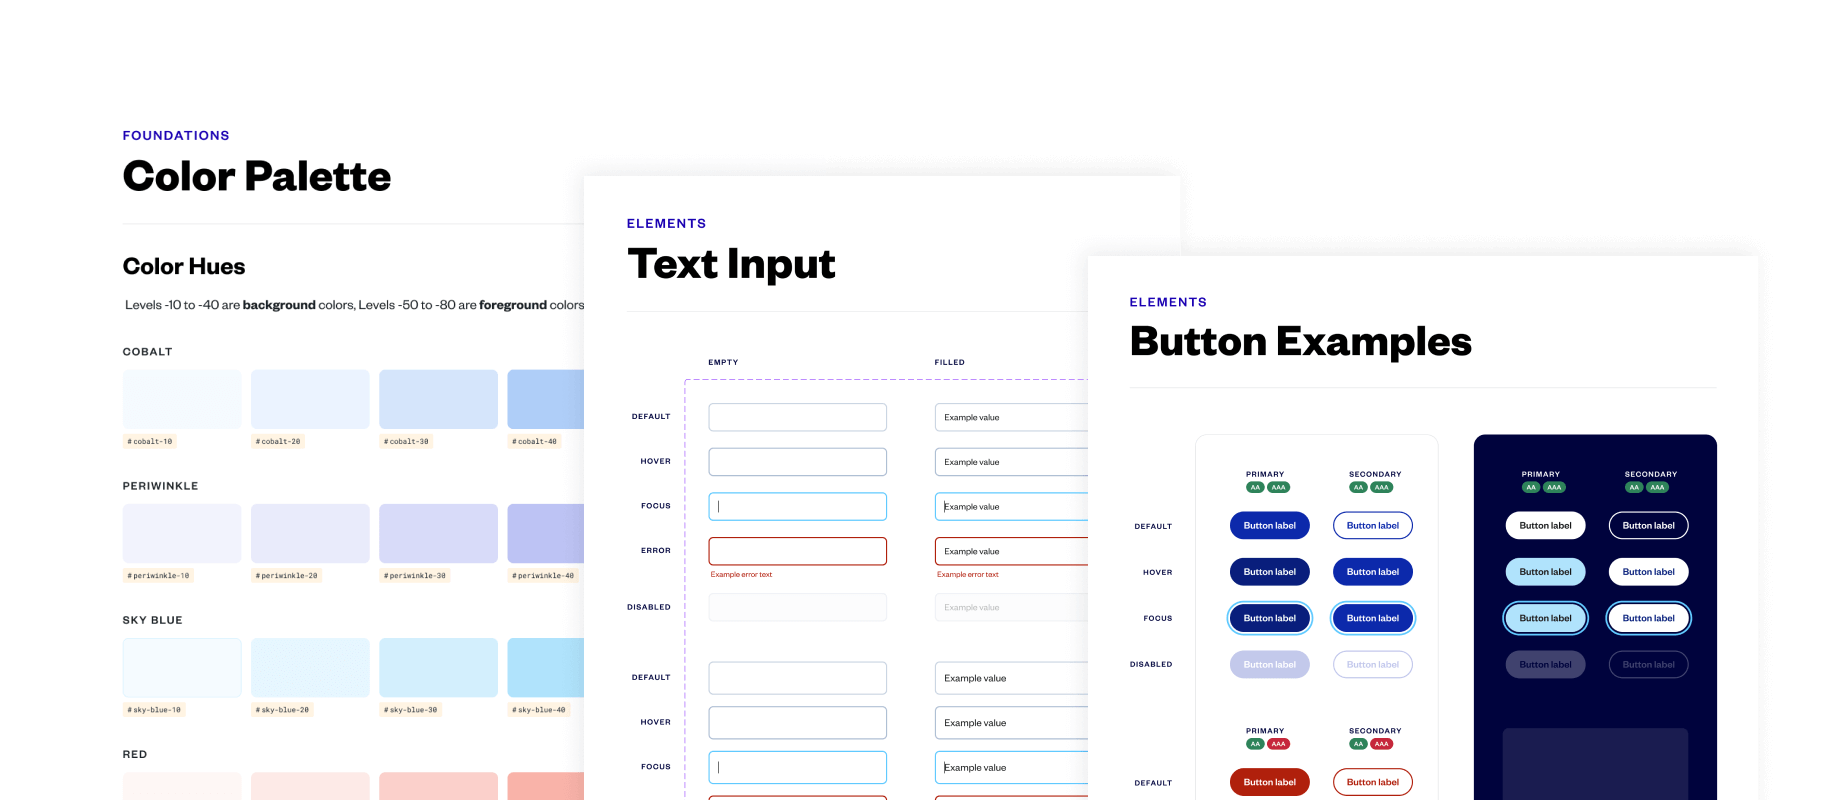 FOUNDATIONS
Color Palette
Color Hues
Levels -10 to -40 are background colors, Levels -50 to -80 are foreground colors
COBALT
#cobalt-10 #cobalt-20 #cobalt-30 #cobalt-40
PERIWINKLE
#periwinkle-10 #periwinkle-20 #periwinkle-30 #periwinkle-40
SKY BLUE
#sky-blue-10 #sky-blue-20 #sky-blue-30 #sky-blue-40
RED
ELEMENTS
Text Input
EMPTY FILLED
DEFAULT Example value
HOVER Example value
FOCUS Example value
ERROR Example value
Example error text Example error text
DISABLED Example value
DEFAULT Example value
HOVER Example value
FOCUS Example value
ELEMENTS
Button Examples
PRIMARY SECONDARY PRIMARY SECONDARY
AA AAA AA AAA AA AAA AA AAA
DEFAULT Button label Button label Button label Button label
HOVER Button label Button label Button label Button label
FOCUS Button label Button label Button label Button label
DISABLED Button label Button label Button label Button label
PRIMARY SECONDARY
AA AAA AA AAA
DEFAULT Button label Button label